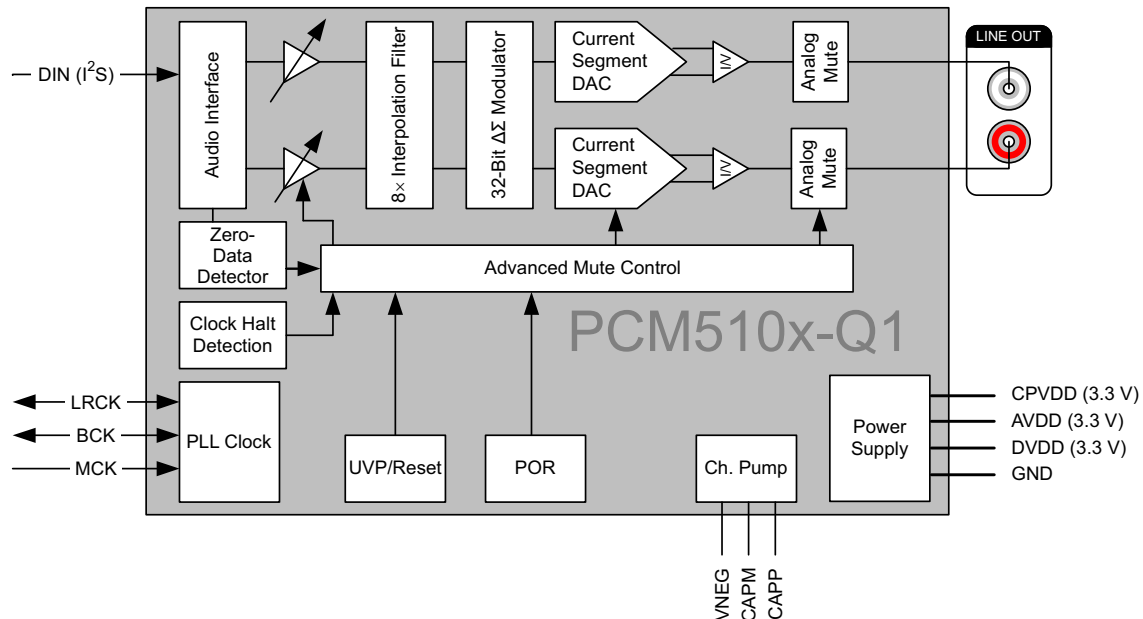 DIN (I²S)
Audio Interface
8× Interpolation Filter
32-Bit ΔΣ Modulator
Current
Segment
DAC
I/V
Analog
Mute
LINE OUT
Current
Segment
DAC
I/V
Analog
Mute
Zero-
Data
Detector
Advanced Mute Control
Clock Halt
Detection
PCM510x-Q1
LRCK
BCK
MCK
PLL Clock
UVP/Reset
POR
Ch. Pump
Power
Supply
CPVDD (3.3 V)
AVDD (3.3 V)
DVDD (3.3 V)
GND
VNEG
CAPM
CAPP